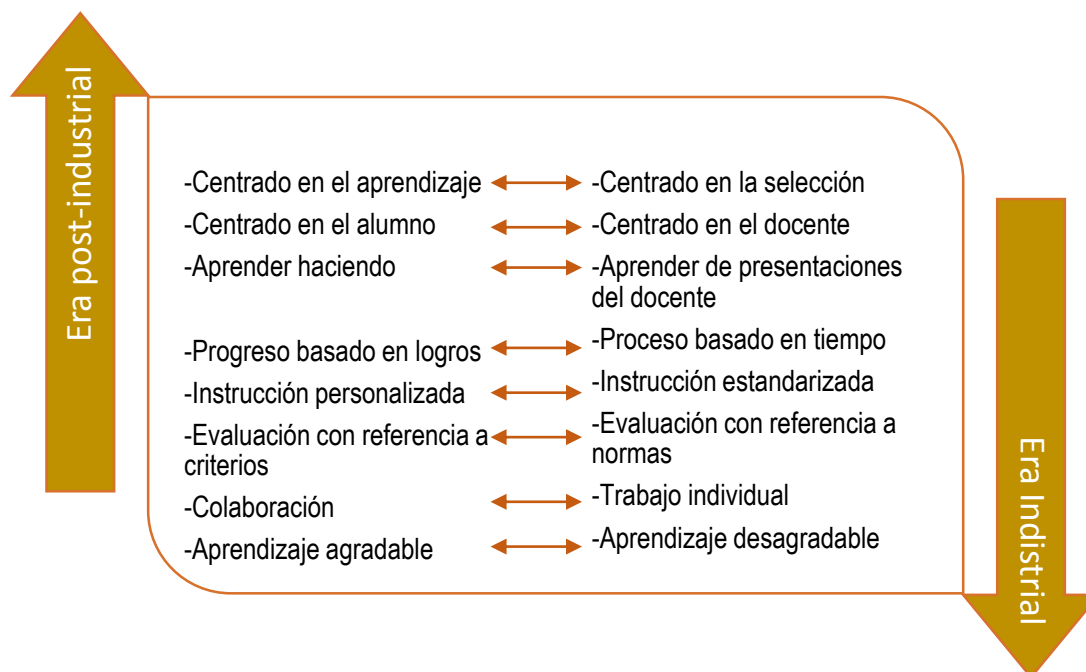 Era post-industrial
-Centrado en el aprendizaje
-Centrado en el alumno
-Aprender haciendo
-Progreso basado en logros
-Instrucción personalizada
-Evaluación con referencia a
criterios
-Colaboración
-Aprendizaje agradable
-Centrado en la selección
-Centrado en el docente
-Aprender de presentaciones
del docente
-Proceso basado en tiempo
-Instrucción estandarizada
-Evaluación con referencia a
normas
-Trabajo individual
-Aprendizaje desagradable
Era Indistrial